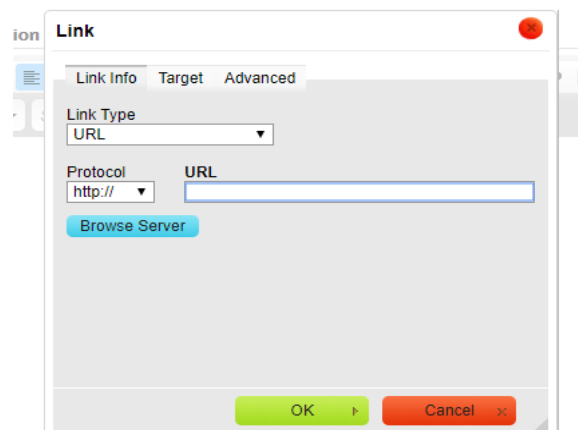 ion
Link
Link Info Target Advanced
Link Type
URL
Protocol URL
http://
Browse Server
OK Cancel